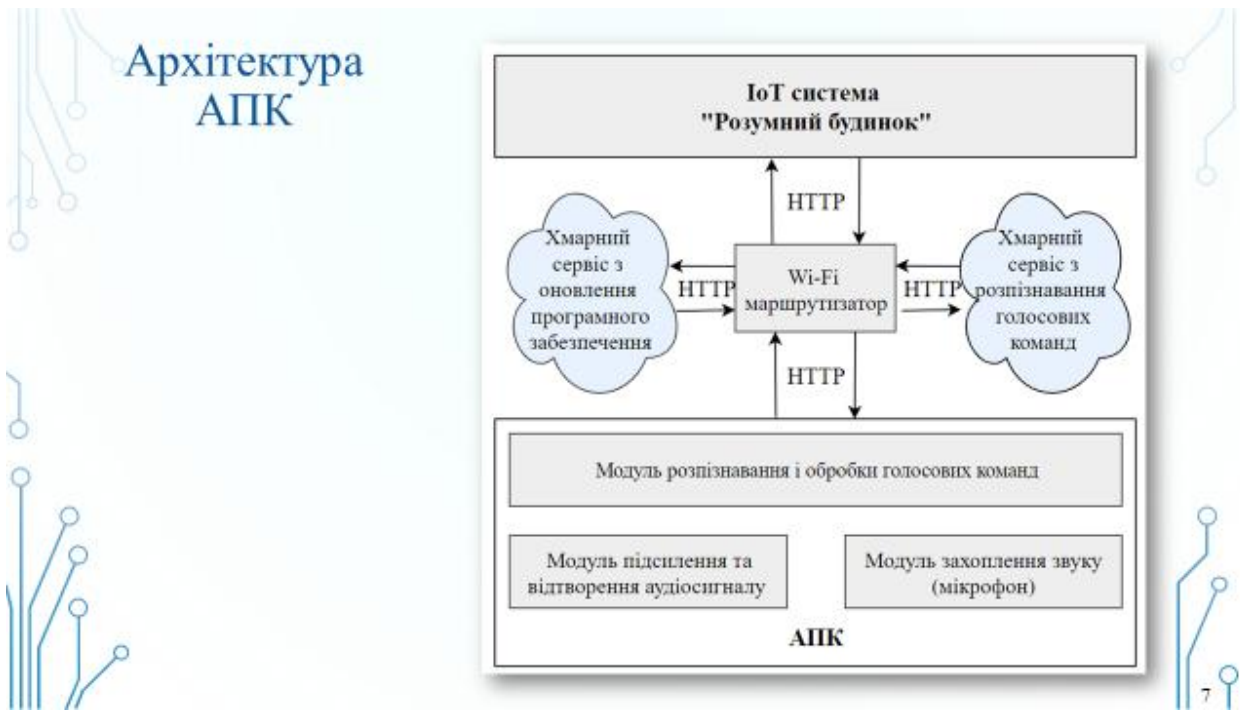 Архітектура
АПК
ІоТ система
"Розумний будинок"
HTTP
Хмарний
сервіс з
оновлення
програмного
забезпечення
HTTP
Wi-Fi
маршрутизатор
HTTP
Хмарний
сервіс з
розпізнавання
голосових
команд
HTTP
Модуль розпізнавання і обробки голосових команд
Модуль підсилення та
відтворення аудіосигналу
Модуль захоплення звуку
(мікрофон)
АПК
7